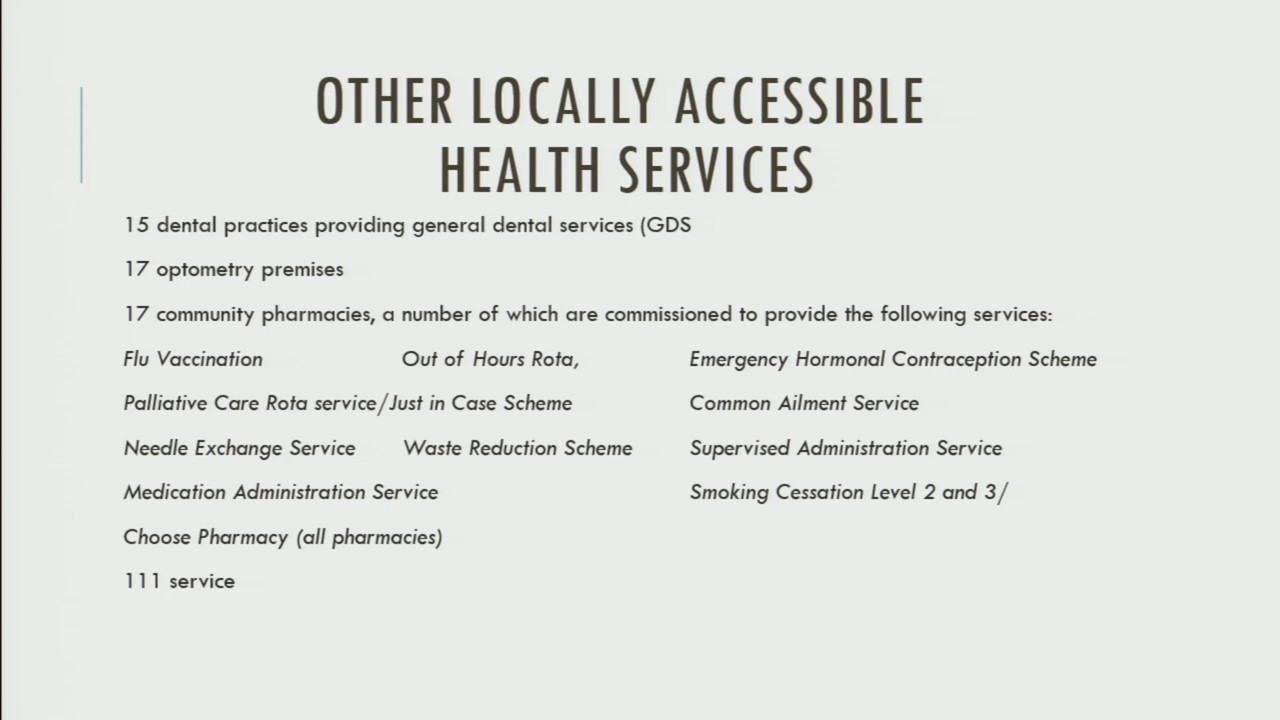 OTHER LOCALLY ACCESSIBLE
HEALTH SERVICES
15 dental practices providing general dental services (GDS
17 optometry premises
17 community pharmacies, a number of which are commissioned to provide the following services:
Flu Vaccination Out of Hours Rota, Emergency Hormonal Contraception Scheme
Palliative Care Rota service/Just in Case Scheme Common Ailment Service
Needle Exchange Service Waste Reduction Scheme Supervised Administration Service
Medication Administration Service Smoking Cessation Level 2 and 3/
Choose Pharmacy (all pharmacies)
111 service